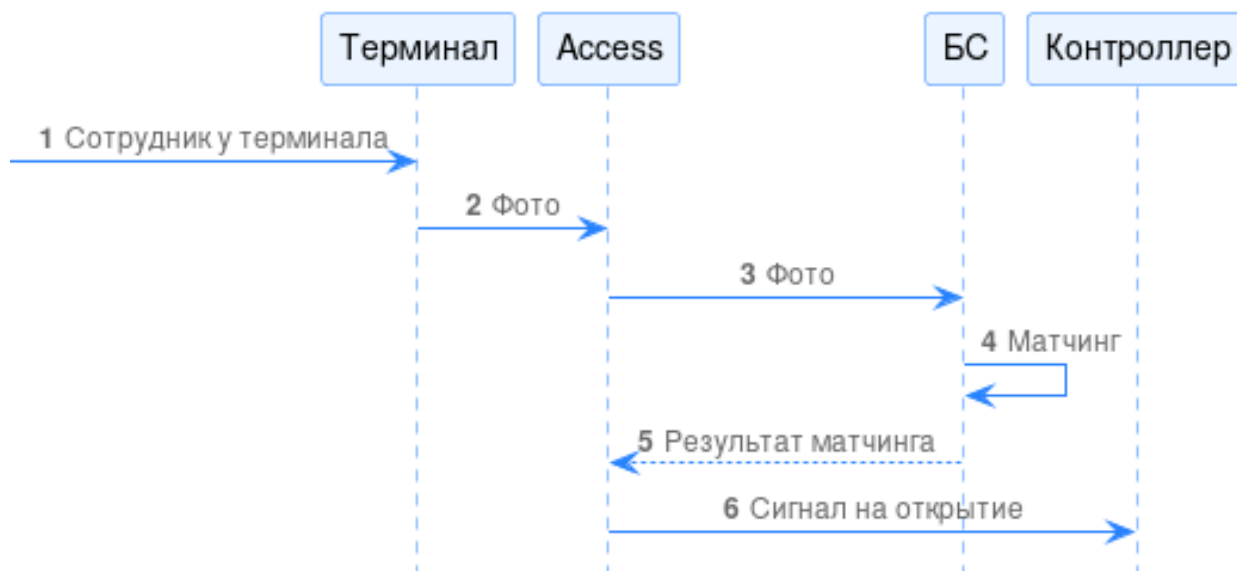 Терминал Access БС Контроллер
1 Сотрудник у терминала
2 Фото
3 Фото
4 Матчинг
5 Результат матчинга
6 Сигнал на открытие